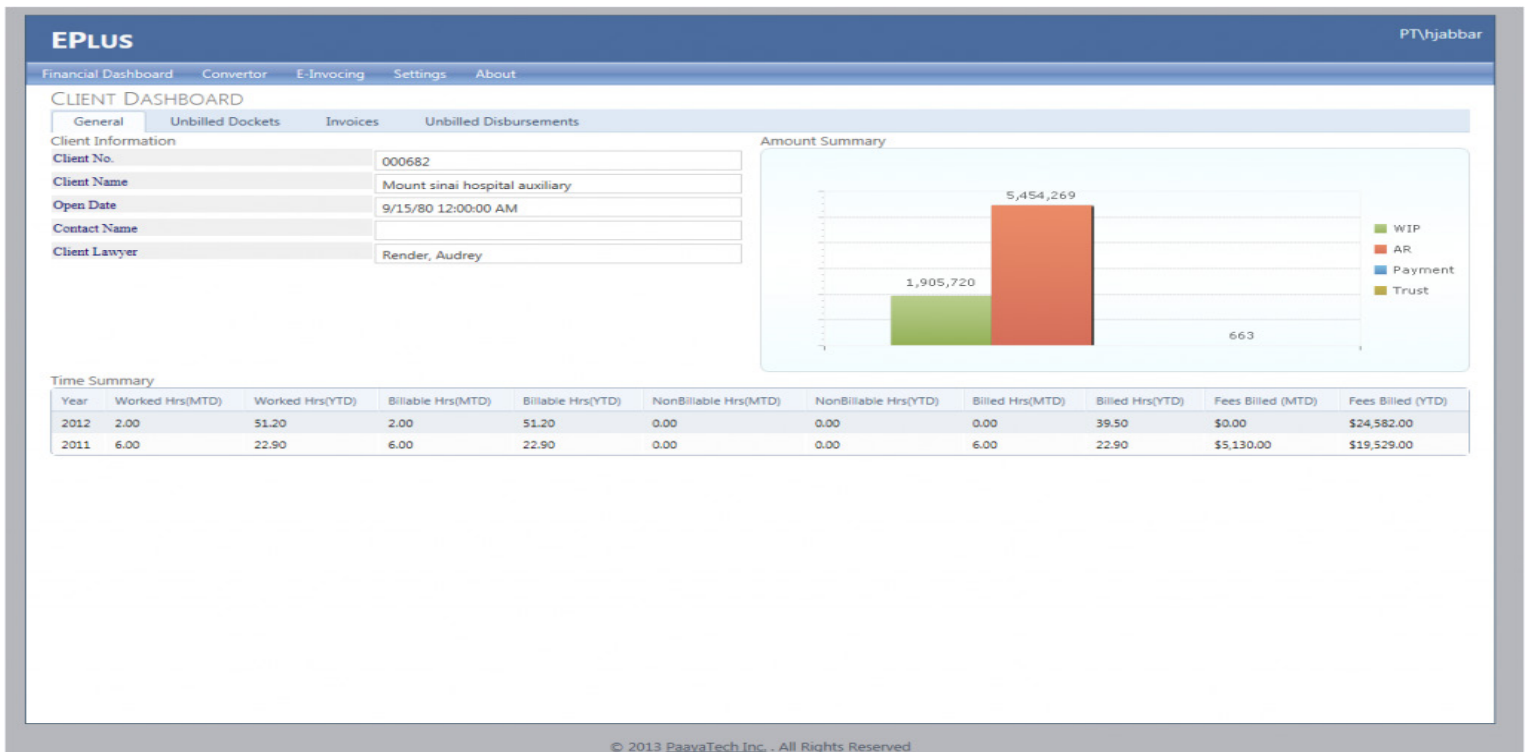 EPLUS
PT\hjabbar
Financial Dashboard Convertor E-Invocing Settings About
CLIENT DASHBOARD
General Unbilled Dockets Invoices Unbilled Disbursements
Client Information
Client No. 000682
Client Name Mount sinai hospital auxiliary
Open Date 9/15/80 12:00:00 AM
Contact Name
Client Lawyer Render, Audrey
Amount Summary
5,454,269
1,905,720
663
WIP
AR
Payment
Trust
Time Summary
Year Worked Hrs(MTD) Worked Hrs(YTD) Billable Hrs(MTD) Billable Hrs(YTD) NonBillable Hrs(MTD) NonBillable Hrs(YTD) Billed Hrs(MTD) Billed Hrs(YTD) Fees Billed (MTD) Fees Billed (YTD)
2012 2.00 51.20 2.00 51.20 0.00 0.00 0.00 39.50 $0.00 $24,582.00
2011 6.00 22.90 6.00 22.90 0.00 0.00 6.00 22.90 $5,130.00 $19,529.00
© 2013 PaavaTech Inc. . All Rights Reserved